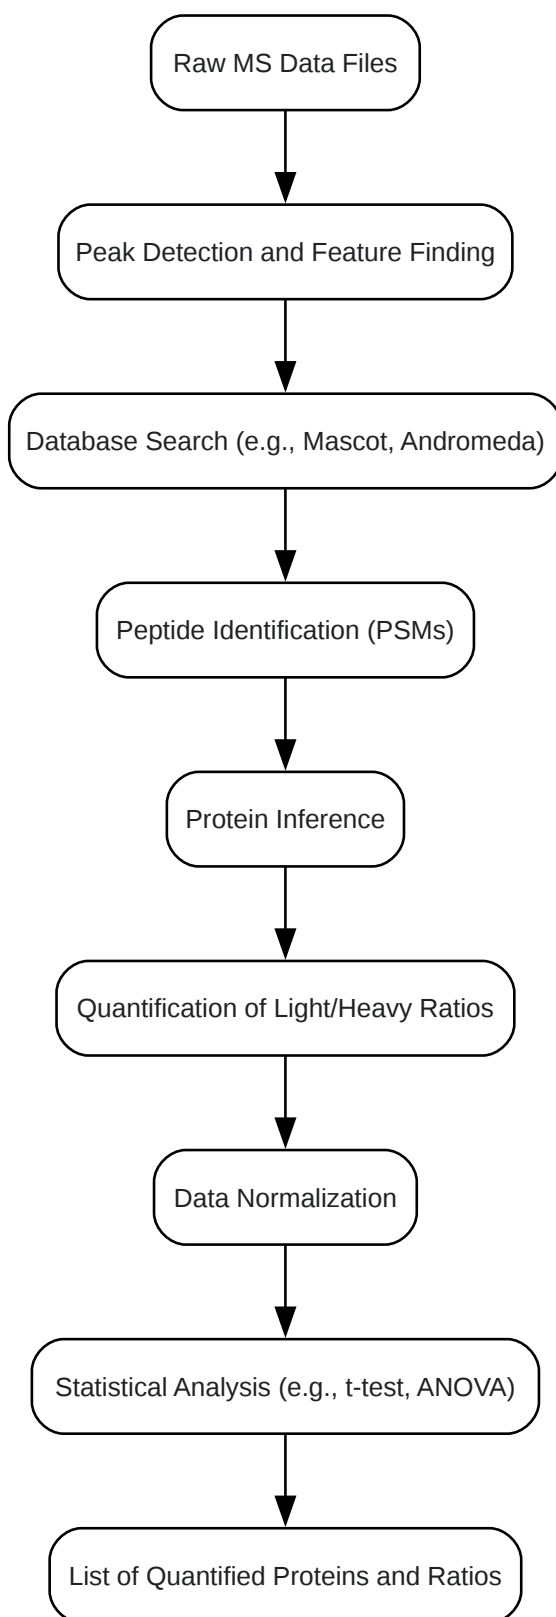 Raw MS Data Files
Peak Detection and Feature Finding
Database Search (e.g., Mascot, Andromeda)
Peptide Identification (PSMs)
Protein Inference
Quantification of Light/Heavy Ratios
Data Normalization
Statistical Analysis (e.g., t-test, ANOVA)
List of Quantified Proteins and Ratios